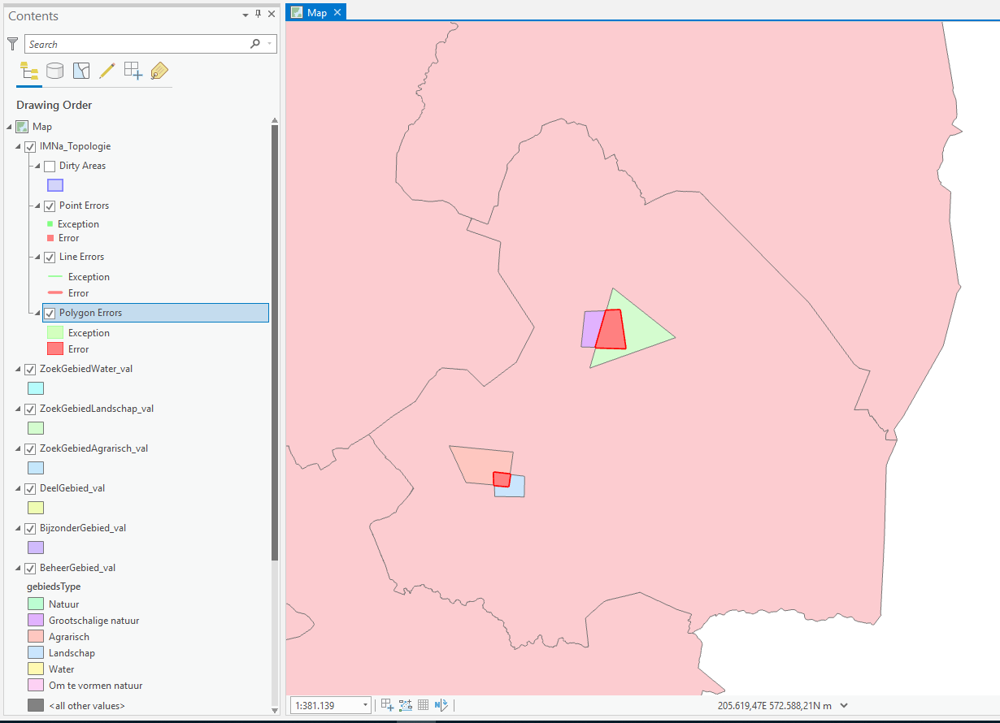 Contents
Map
Search
Drawing Order
Map
IMNa_Topologie
Dirty Areas
Point Errors
Exception
Error
Line Errors
Exception
Error
Polygon Errors
Exception
Error
ZoekGebiedWater_val
ZoekGebiedLandschap_val
ZoekGebiedAgrarisch_val
DeelGebied_val
BijzonderGebied_val
BeheerGebied_val
gebiedsType
Natuur
Grootschalige natuur
Agrarisch
Landschap
Water
Om te vormen natuur
<all other values>
1:381.139
205.619,47E 572.588,21N m